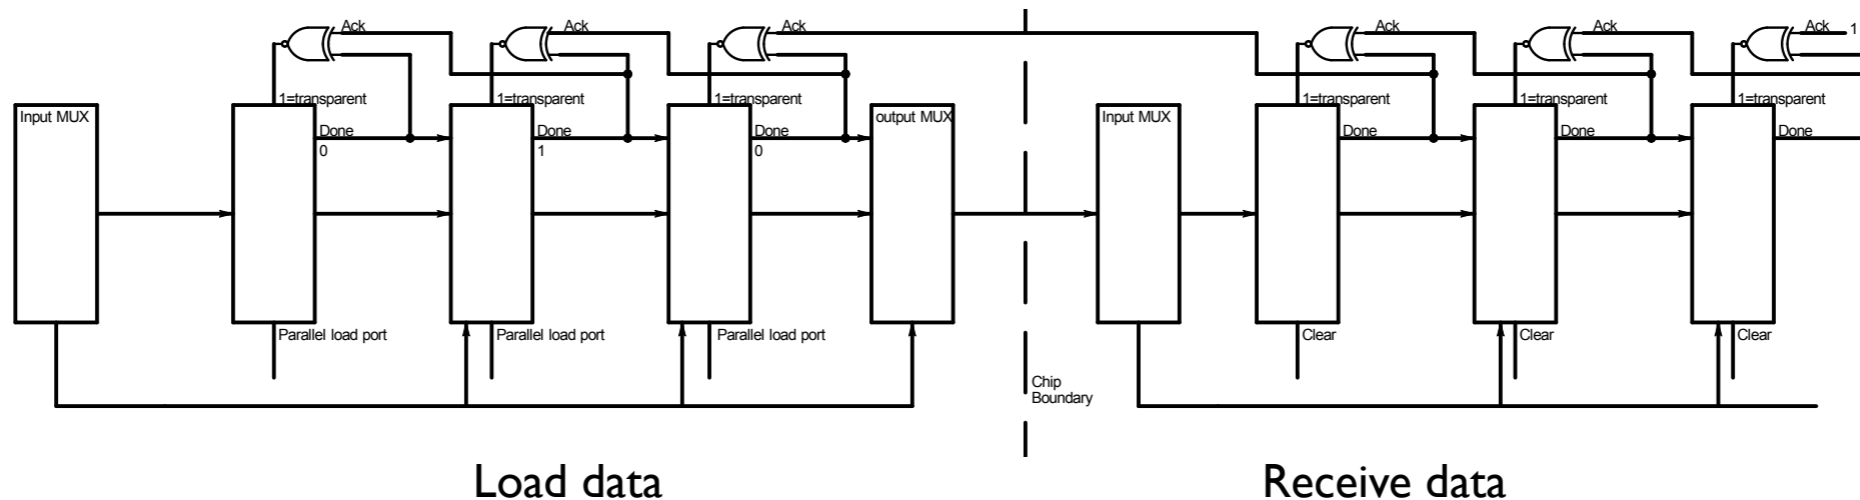 Ack
Ack
Ack
Ack
Ack
Ack
1
1=transparent
1=transparent
1=transparent
1=transparent
1=transparent
1=transparent
Input MUX
output MUX
Input MUX
Done
0
Done
1
Done
0
Done
Done
Done
Parallel load port
Parallel load port
Parallel load port
Clear
Clear
Clear
Chip
Boundary
Load data
Receive data